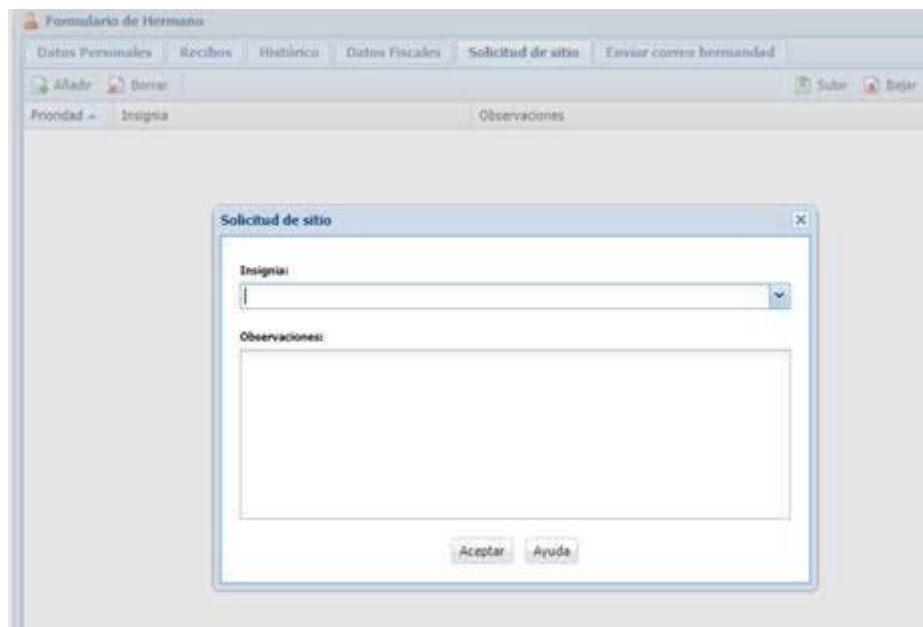 Formulario de Hermano
Datos Personales Recibos Histórico Datos Fiscales Solicitud de sitio Enviar correo hermandad
Añadir Borrar Subir Bajar
Prioridad Insignia Observaciones
Solicitud de sitio
Insignia:
Observaciones:
Aceptar Ayuda